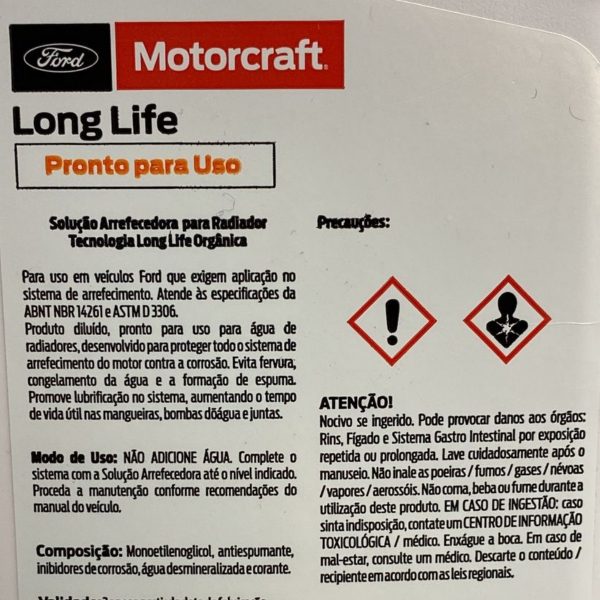 Ford Motorcraft
Long Life
Pronto para Uso
Solução Arrefecedora para Radiador
Tecnologia Long Life Orgânica
Para uso em veículos Ford que exigem aplicação no
sistema de arrefecimento. Atende às especificações da
ABNT NBR 14261 e ASTM D 3306.
Produto diluído, pronto para uso para água de
radiadores, desenvolvido para proteger todo o sistema de
arrefecimento do motor contra a corrosão. Evita fervura,
congelamento da água e a formação de espuma.
Promove lubrificação no sistema, aumentando o tempo
de vida útil nas mangueiras, bombas dõágua e juntas.
Modo de Uso: NÃO ADICIONE ÁGUA. Complete o
sistema com a Solução Arrefecedora até o nível indicado.
Proceda a manutenção conforme recomendações do
manual do veículo.
Composição: Monoetilenoglicol, antiespumante,
inibidores de corrosão, água desmineralizada e corante.
Precauções:
ATENÇÃO!
Nocivo se ingerido. Pode provocar danos aos órgãos:
Rins, Fígado e Sistema Gastro Intestinal por exposição
repetida ou prolongada. Lave cuidadosamente após o
manuseio. Não inale as poeiras / fumos / gases / névoas
/ vapores / aerossóis. Não coma, beba ou fume durante a
utilização deste produto. EM CASO DE INGESTÃO: caso
sinta indisposição, contate um CENTRO DE INFORMAÇÃO
TOXICOLÓGICA / médico. Enxágue a boca. Em caso de
mal-estar, consulte um médico. Descarte o conteúdo /
recipiente em acordo com as leis regionais.